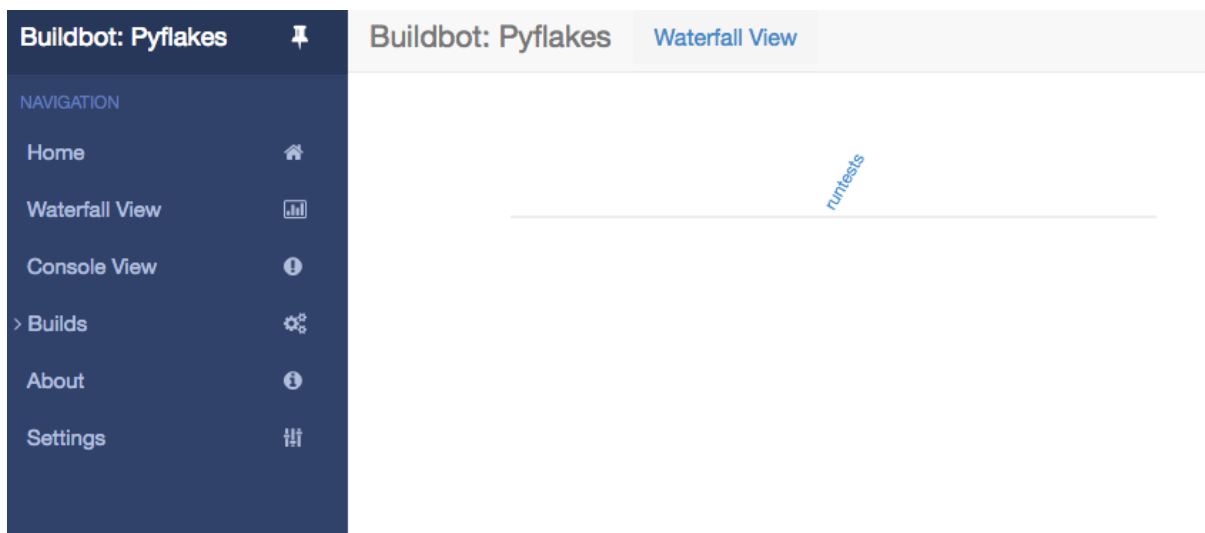 Buildbot: Pyflakes
NAVIGATION
Home
Waterfall View
Console View
Builds
About
Settings
Buildbot: Pyflakes Waterfall View
runtests